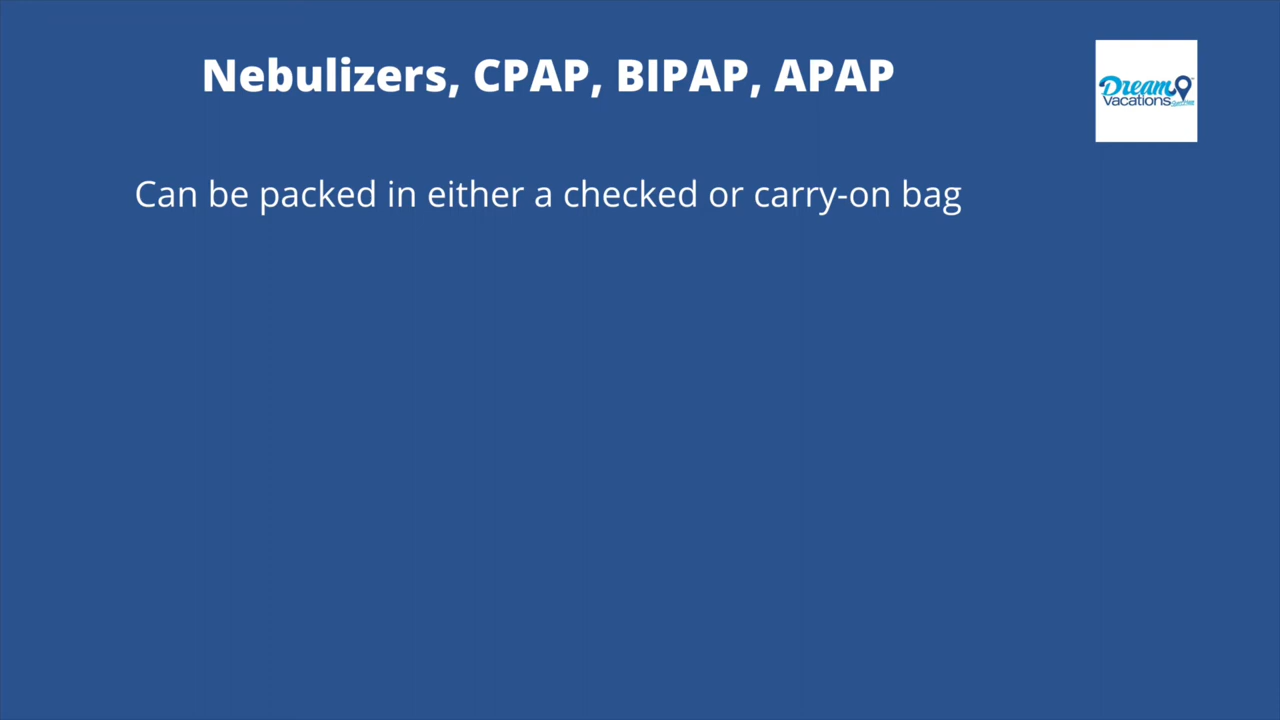 Nebulizers, CPAP, BIPAP, APAP
Dream
Vacations
Can be packed in either a checked or carry-on bag